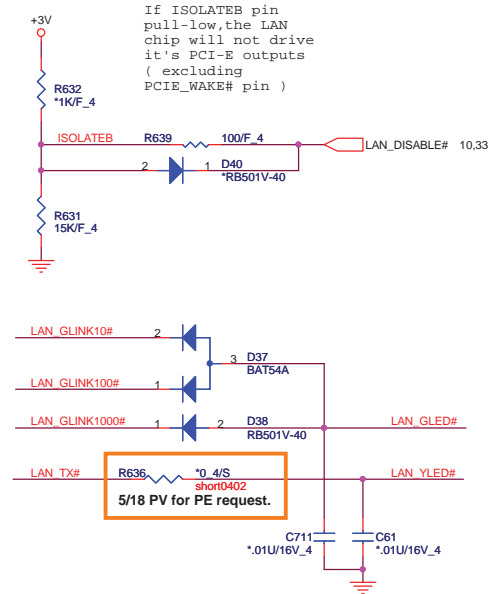 If ISOLATEB pin
pull-low,the LAN
chip will not drive
it's PCI-E outputs
( excluding
PCIE_WAKE# pin )
+3V
R632
*1K/F_4
ISOLATEB
R639
100/F_4
LAN_DISABLE# 10,33
2
1
D40
*RB501V-40
R631
15K/F_4
LAN_GLINK10#
2
3
D37
BAT54A
LAN_GLINK100#
1
LAN_GLINK1000#
1
2
D38
RB501V-40
LAN_GLED#
LAN_TX#
R636
*0_4/S
short0402
LAN_YLED#
5/18 PV for PE request.
C711
*.01U/16V_4
C61
*.01U/16V_4